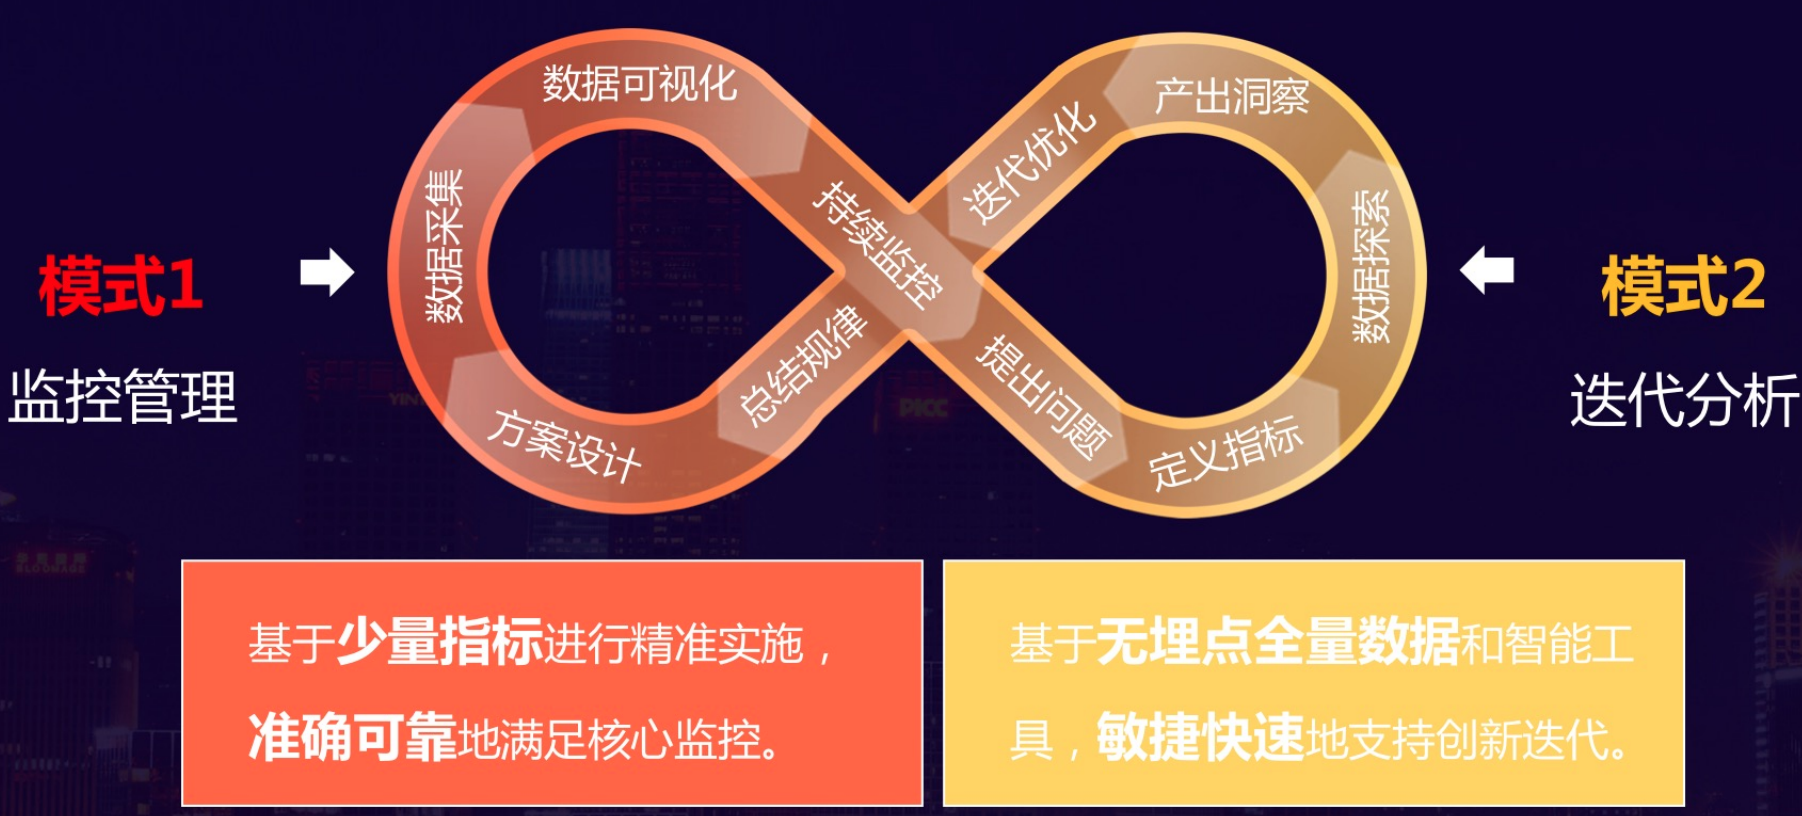 数据可视化
产出洞察
迭代优化
数据采集
持续监控
数据探索
模式1
模式2
监控管理
迭代分析
总结规律
提出问题
方案设计
定义指标
PICC
基于少量指标进行精准实施，
准确可靠地满足核心监控。
基于无埋点全量数据和智能工
具，敏捷快速地支持创新迭代。